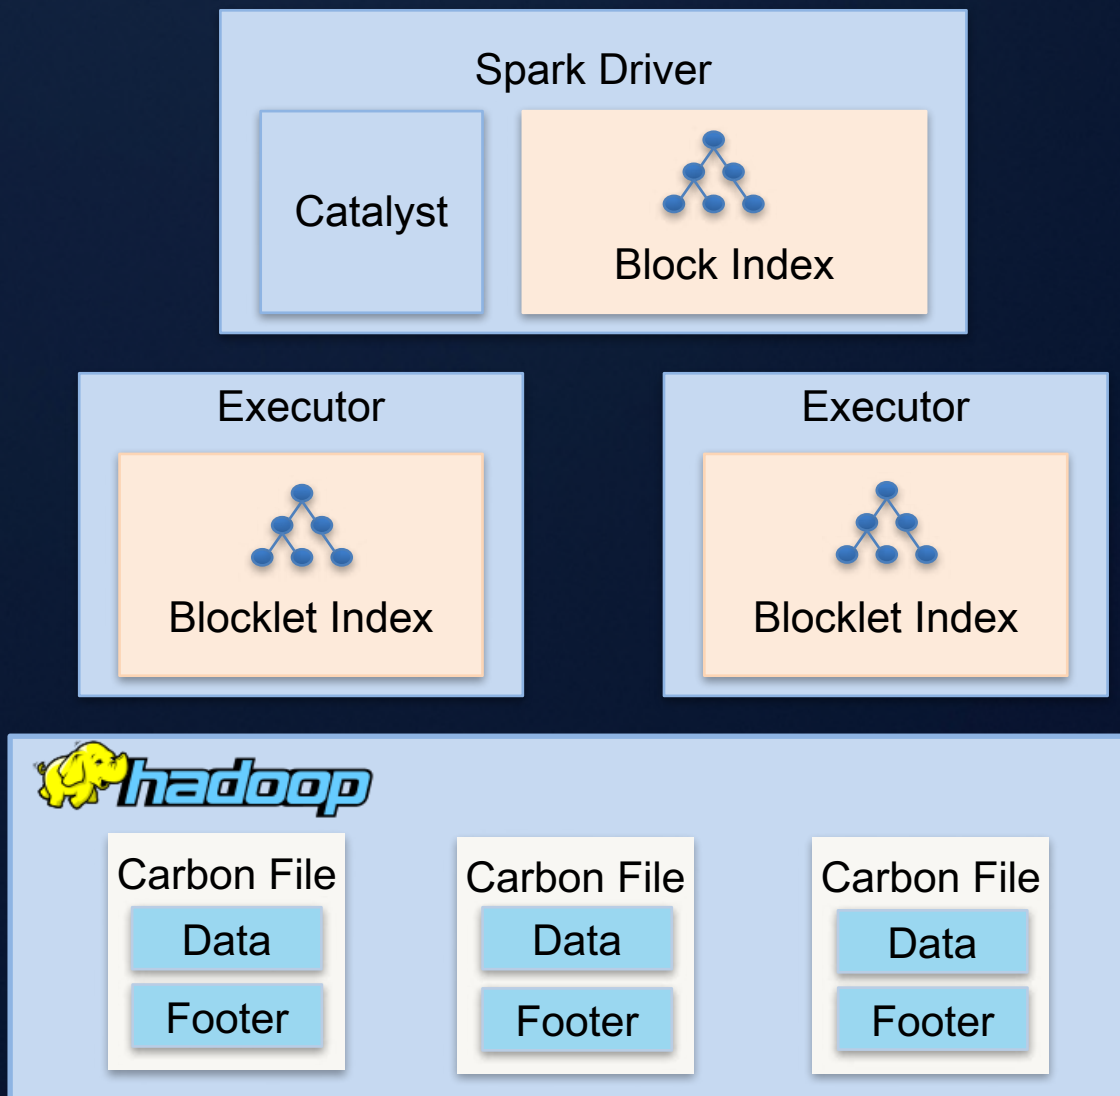 Spark Driver
Catalyst
Block Index
Executor
Executor
Blocklet Index
Blocklet Index
hadoop
Carbon File
Carbon File
Carbon File
Data
Data
Data
Footer
Footer
Footer